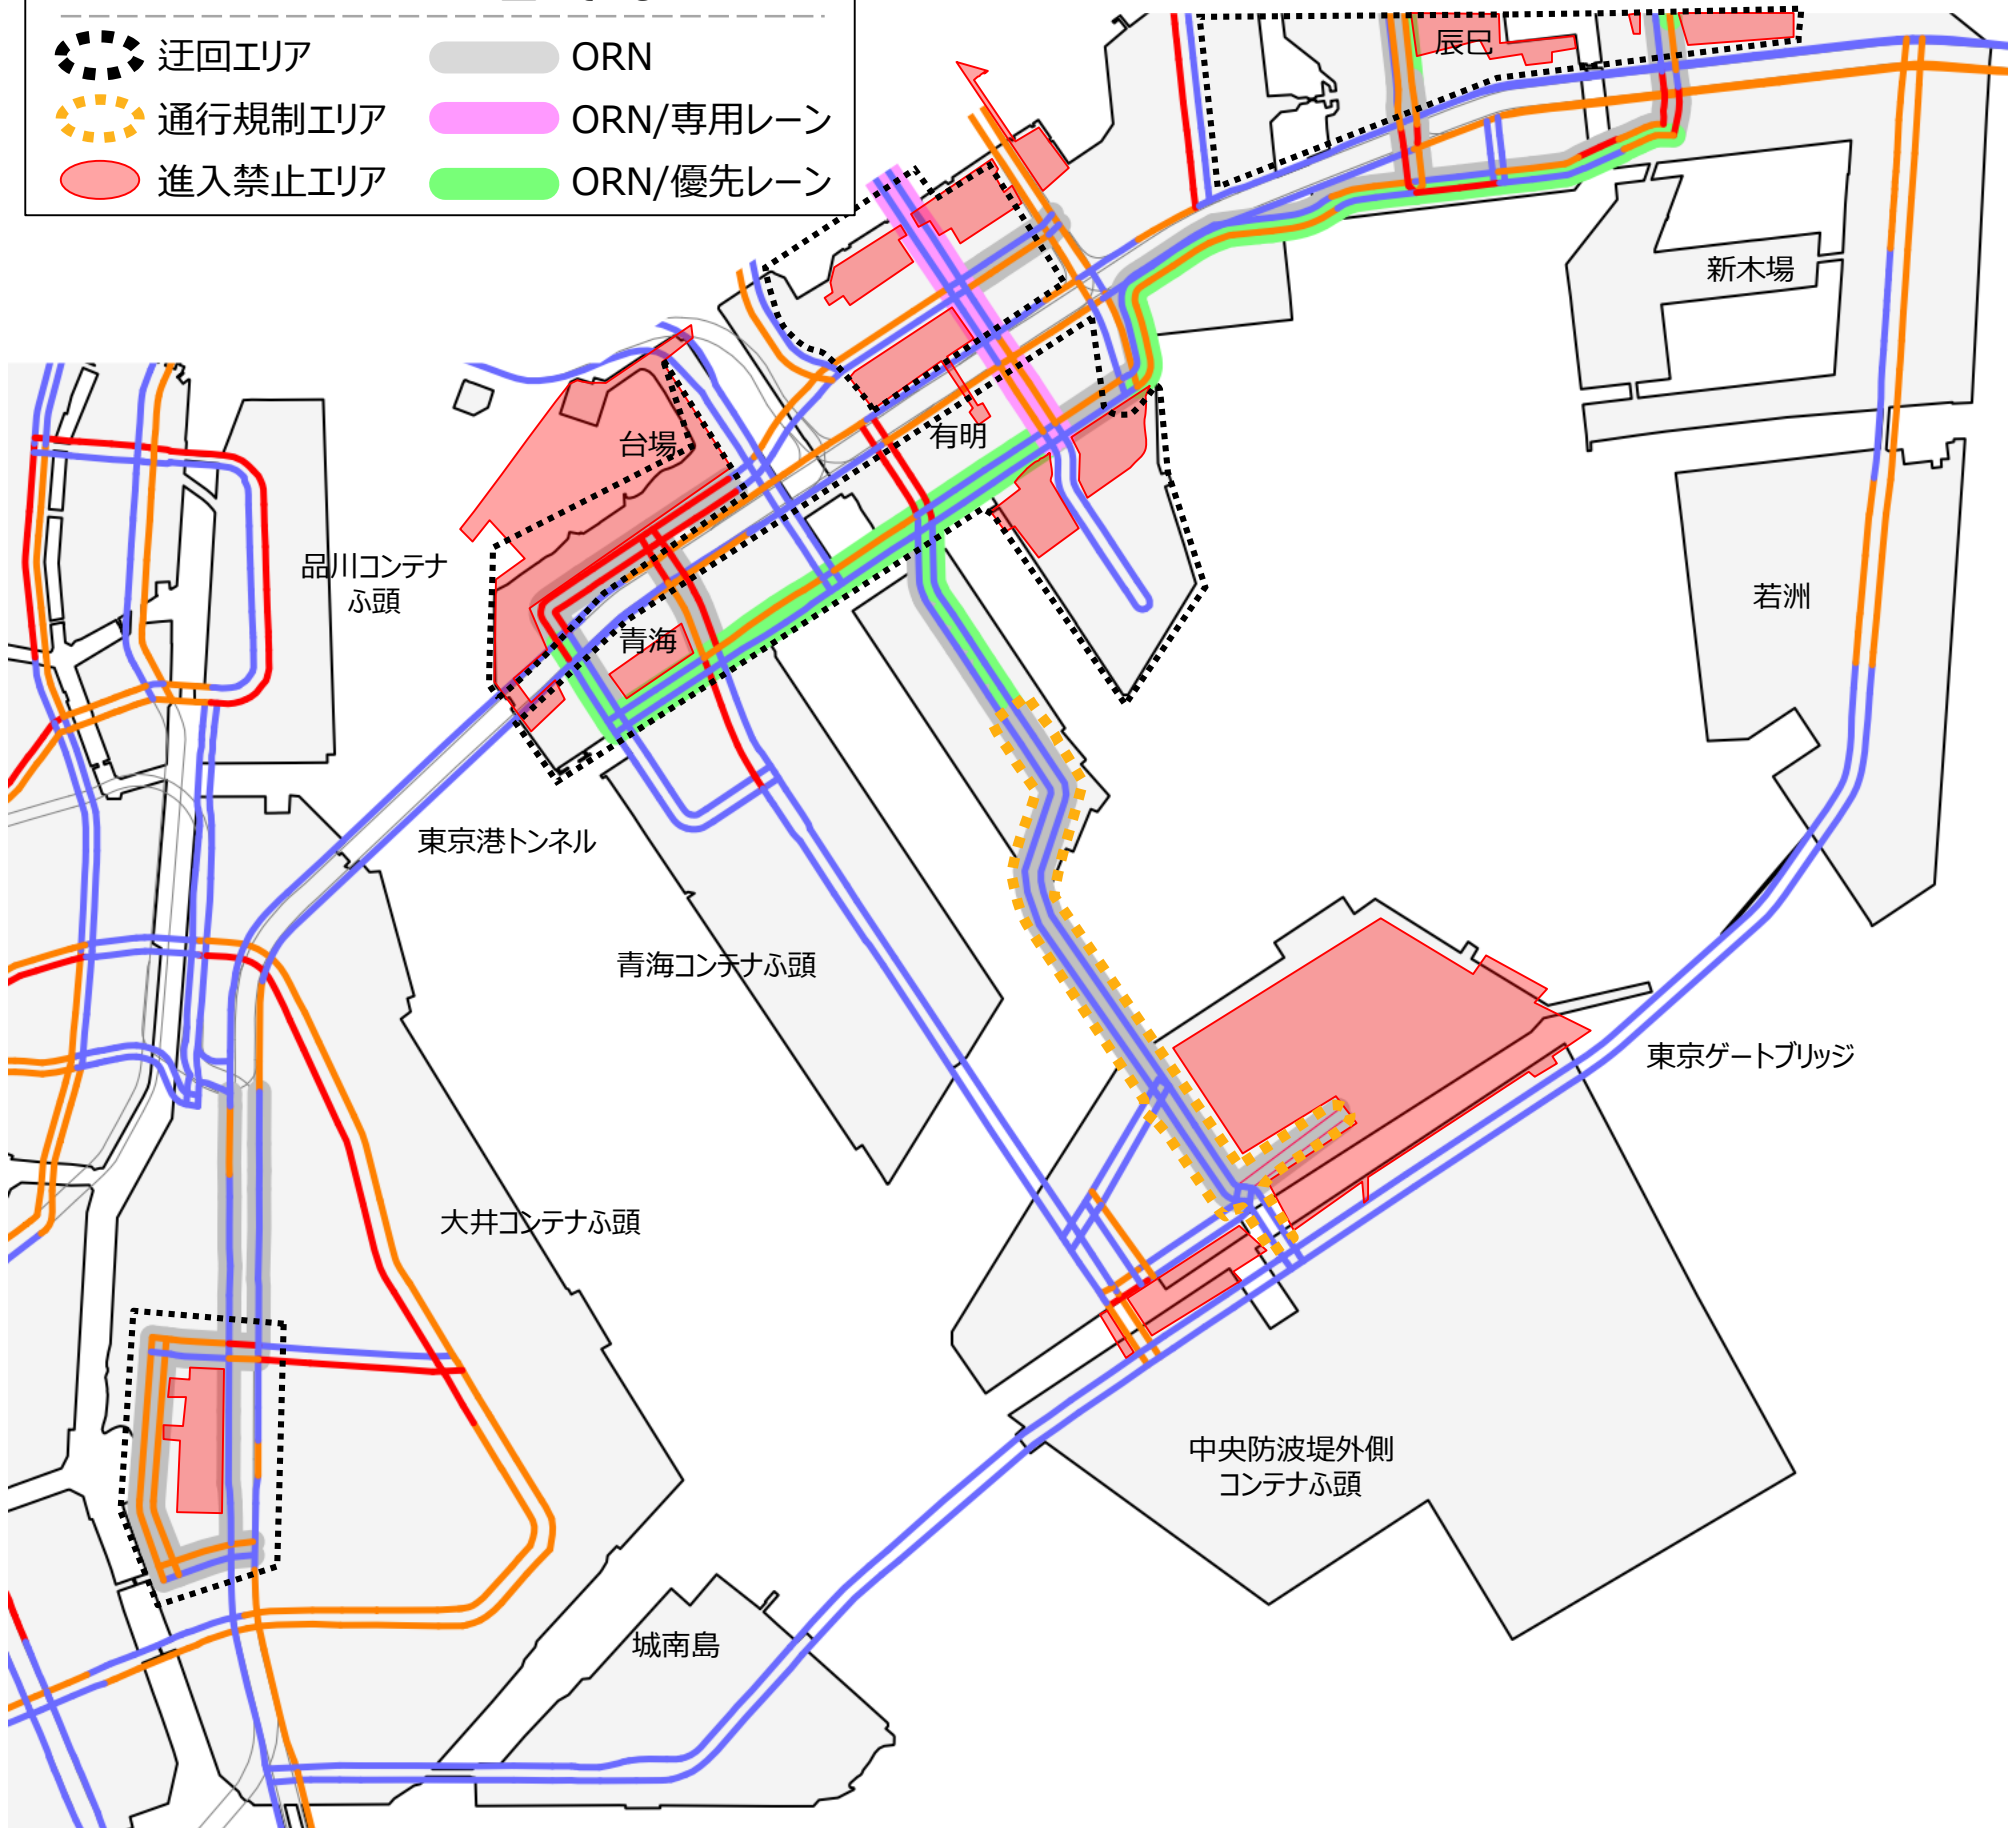 迂回エリア
ORN
通行規制エリア
ORN/専用レーン
進入禁止エリア
ORN/優先レーン
辰巳
新木場
台場
有明
品川コンテナ
ふ頭
青海
若洲
東京港トンネル
青海コンテナふ頭
東京ゲートブリッジ
大井コンテナふ頭
中央防波堤外側
コンテナふ頭
城南島